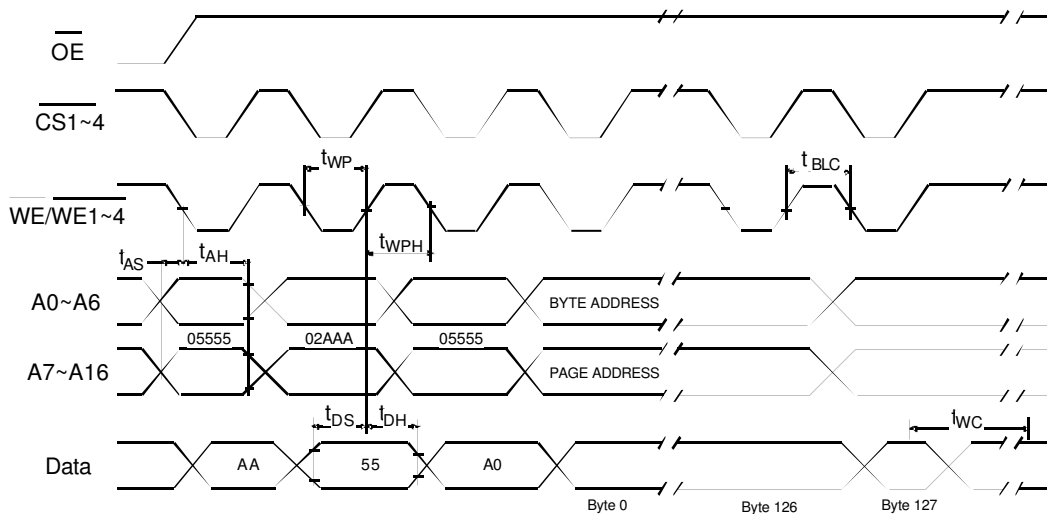 OE
CS1~4
tWP
tBLC
WE/WE1~4
tWPH
tAS tAH
A0~A6
BYTE ADDRESS
05555 02AAA 05555
A7~A16
PAGE ADDRESS
tDS tDH
tWC
Data
AA 55 A0
Byte 0 Byte 126 Byte 127